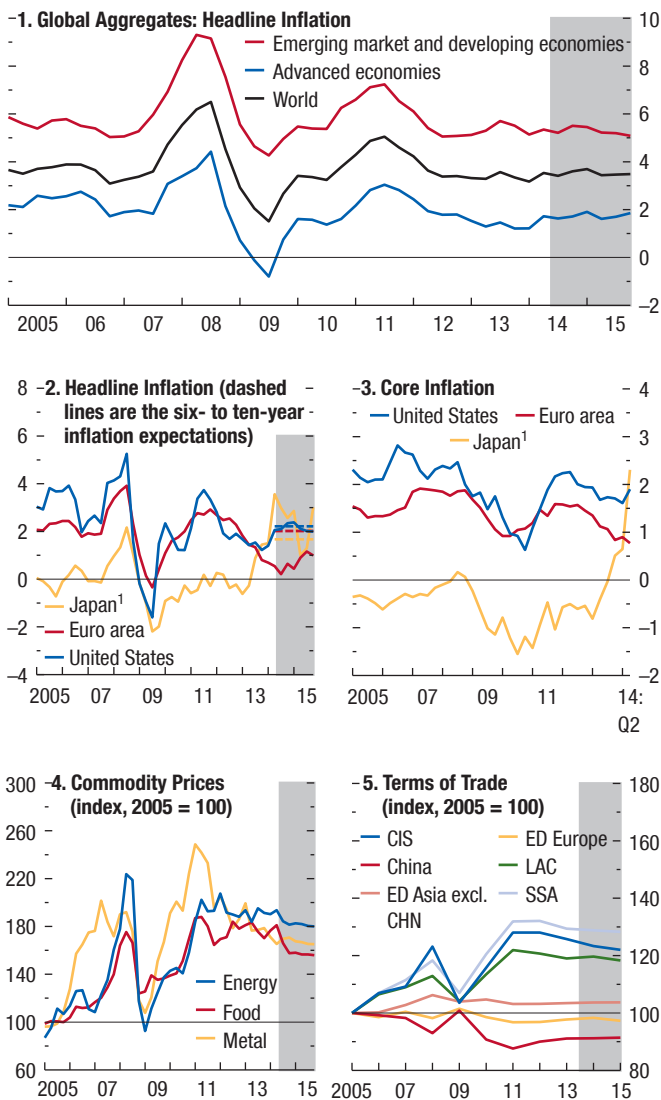 1. Global Aggregates: Headline Inflation
Emerging market and developing economies
Advanced economies
World
10
8
6
4
2
0
−2
2005 06 07 08 09 10 11 12 13 14 15
2. Headline Inflation (dashed
lines are the six- to ten-year
inflation expectations)
8
6
4
2
0
−2
−4
Japan1
Euro area
United States
2005 07 09 11 13 15
3. Core Inflation
United States Euro area
Japan1
4
3
2
1
0
−1
−2
2005 07 09 11 14:
Q2
4. Commodity Prices
(index, 2005 = 100)
300
260
220
180
140
100
60
Energy
Food
Metal
2005 07 09 11 13 15
5. Terms of Trade
(index, 2005 = 100)
CIS ED Europe
China LAC
ED Asia excl. SSA
CHN
180
160
140
120
100
80
2005 07 09 11 13 15